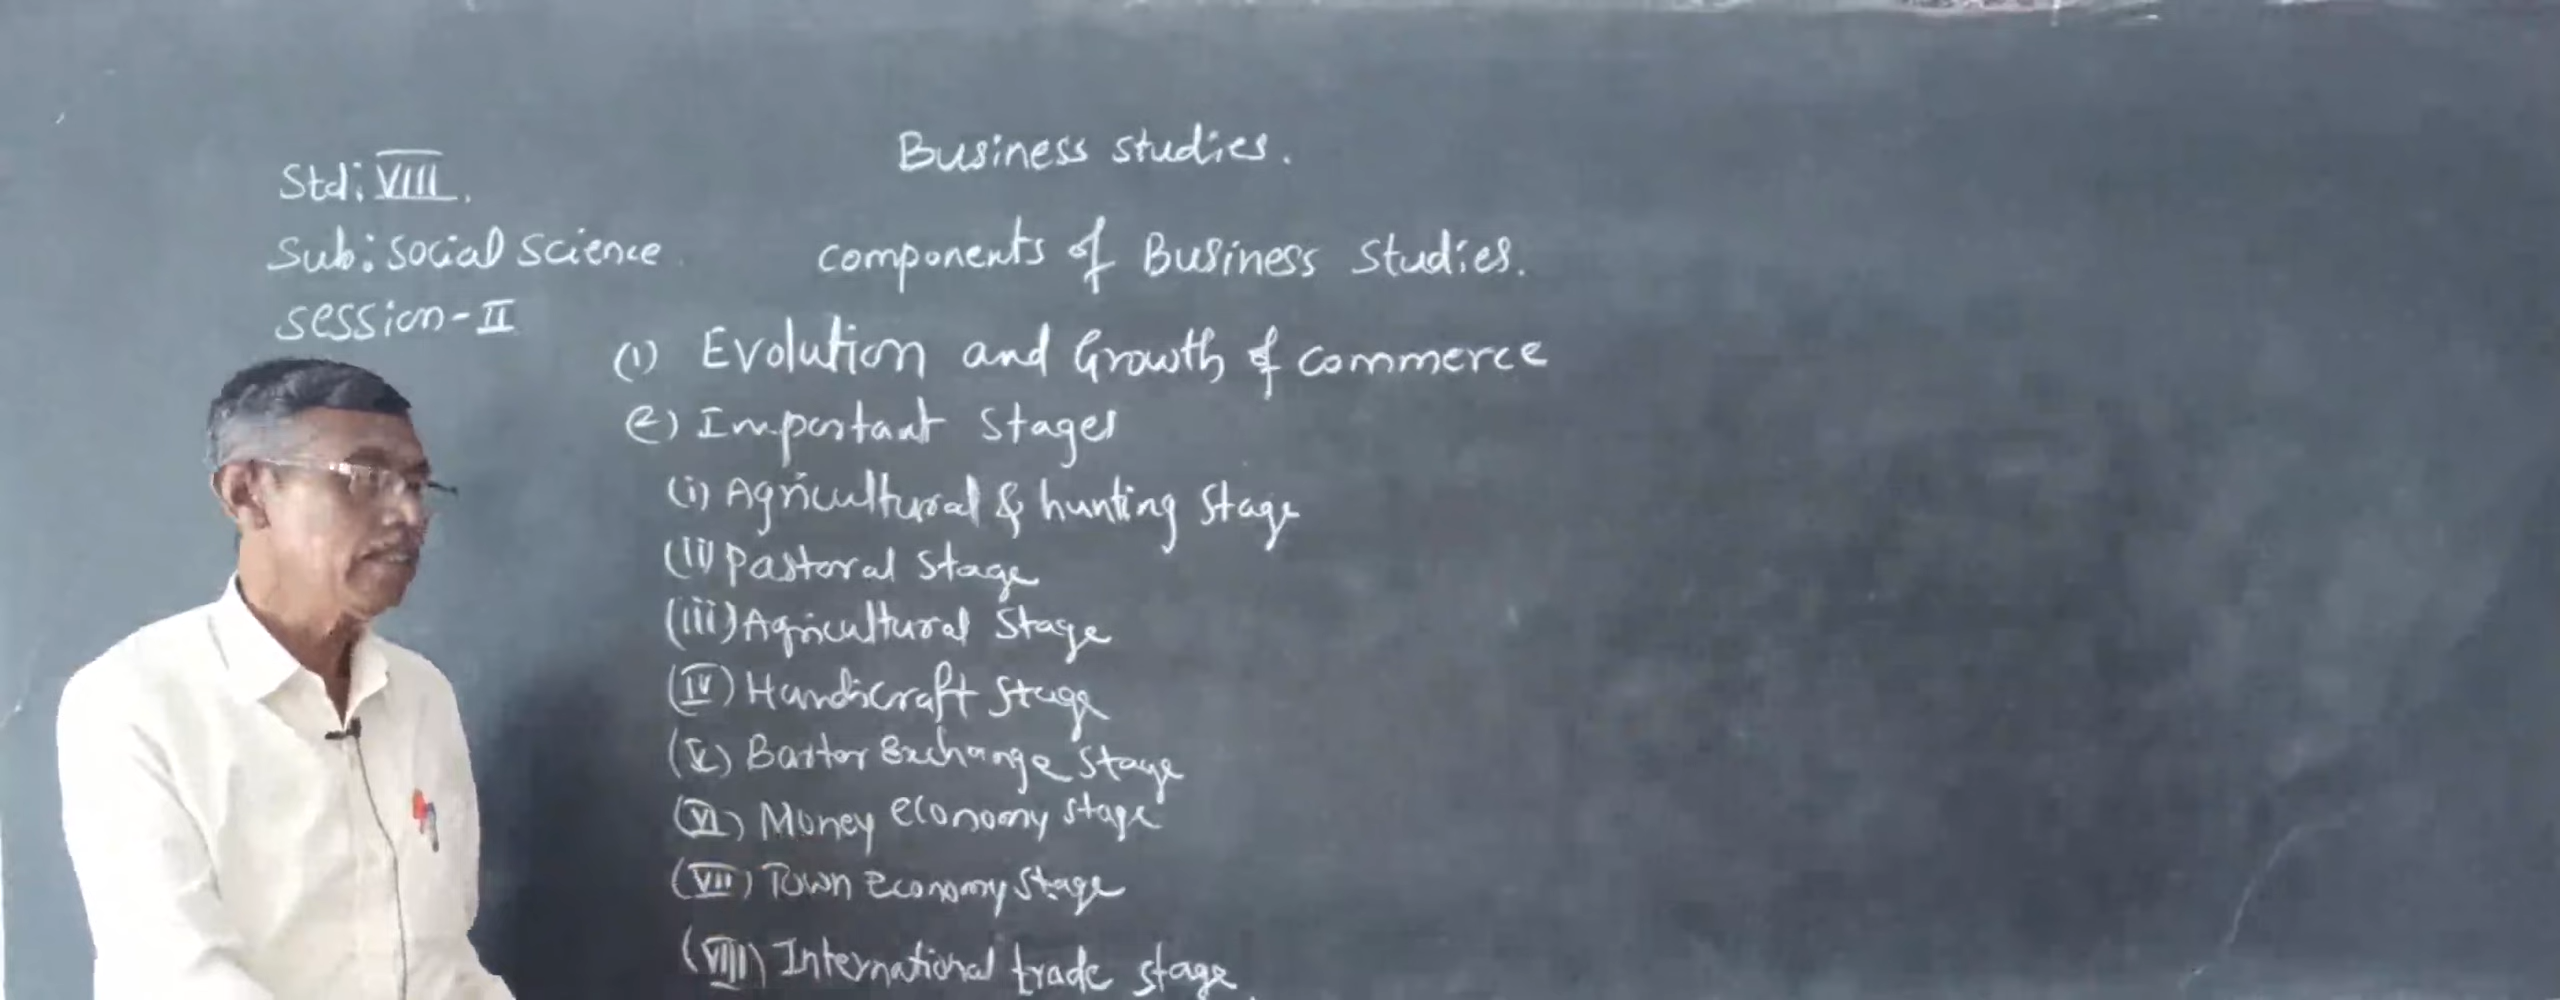 Std: VIII.
Sub: Social Science.
Session-II
Business studies.
components of Business Studies.
(1) Evolution and Growth of commerce
(2) Important Stages
(i) Agricultural & hunting Stage
(ii) Pastoral Stage
(iii) Agricultural Stage
(IV) Handicraft Stage
(V) Bartor Exchange Stage
(VI) Money economy stage
(VII) Town Economy Stage
(VIII) International trade stage.